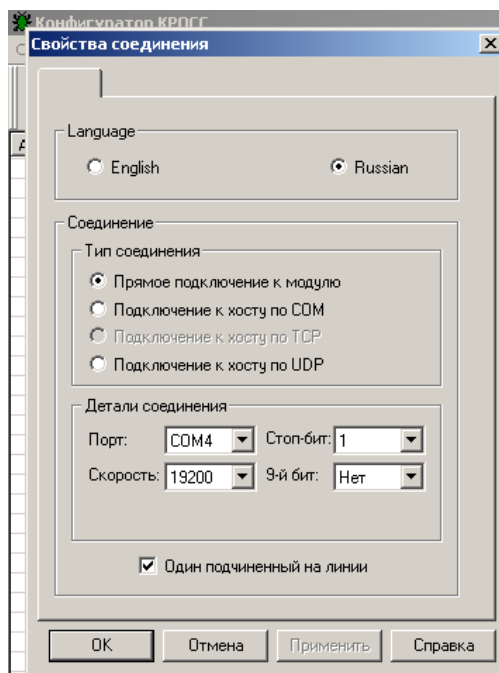 Конфигуратор КРОСС
Свойства соединения
Language
English
Russian
Соединение
Тип соединения
Прямое подключение к модулю
Подключение к хосту по COM
Подключение к хосту по TCP
Подключение к хосту по UDP
Детали соединения
Порт: COM4 Стоп-бит: 1
Скорость: 19200 9-й бит: Нет
Один подчиненный на линии
OK Отмена Применить Справка